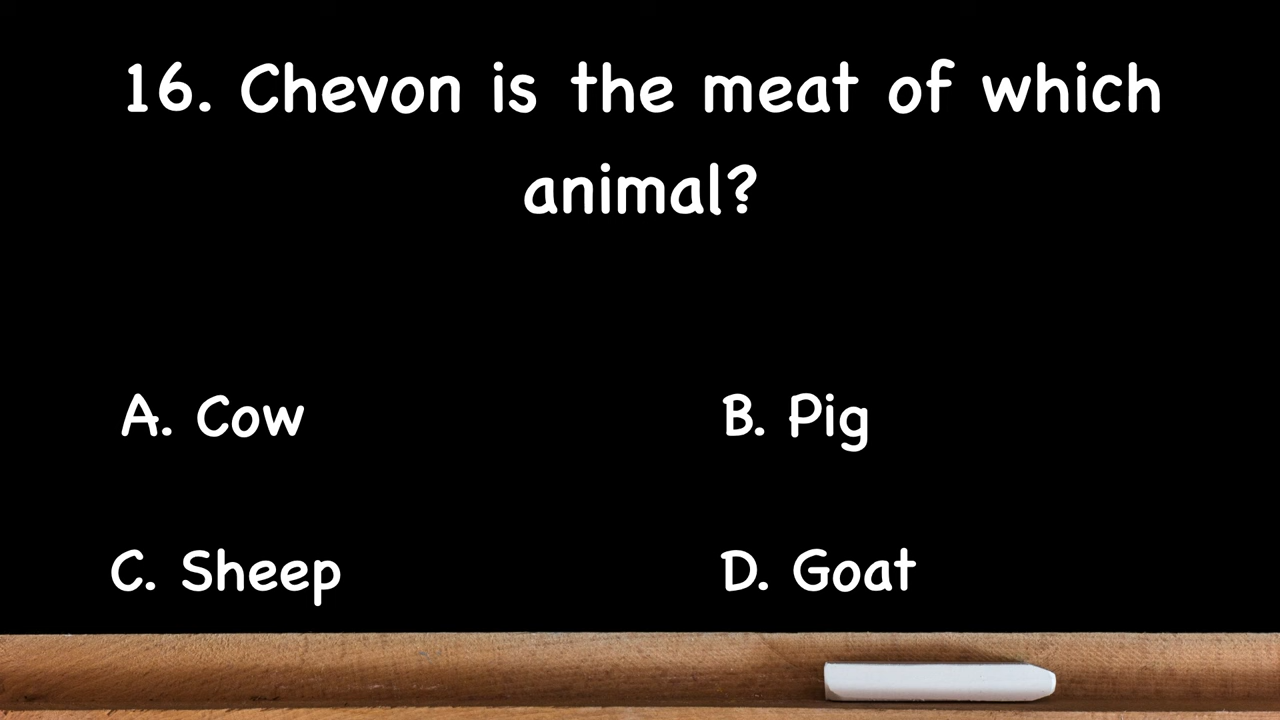 16. Chevon is the meat of which
animal?
A. Cow
B. Pig
C. Sheep
D. Goat